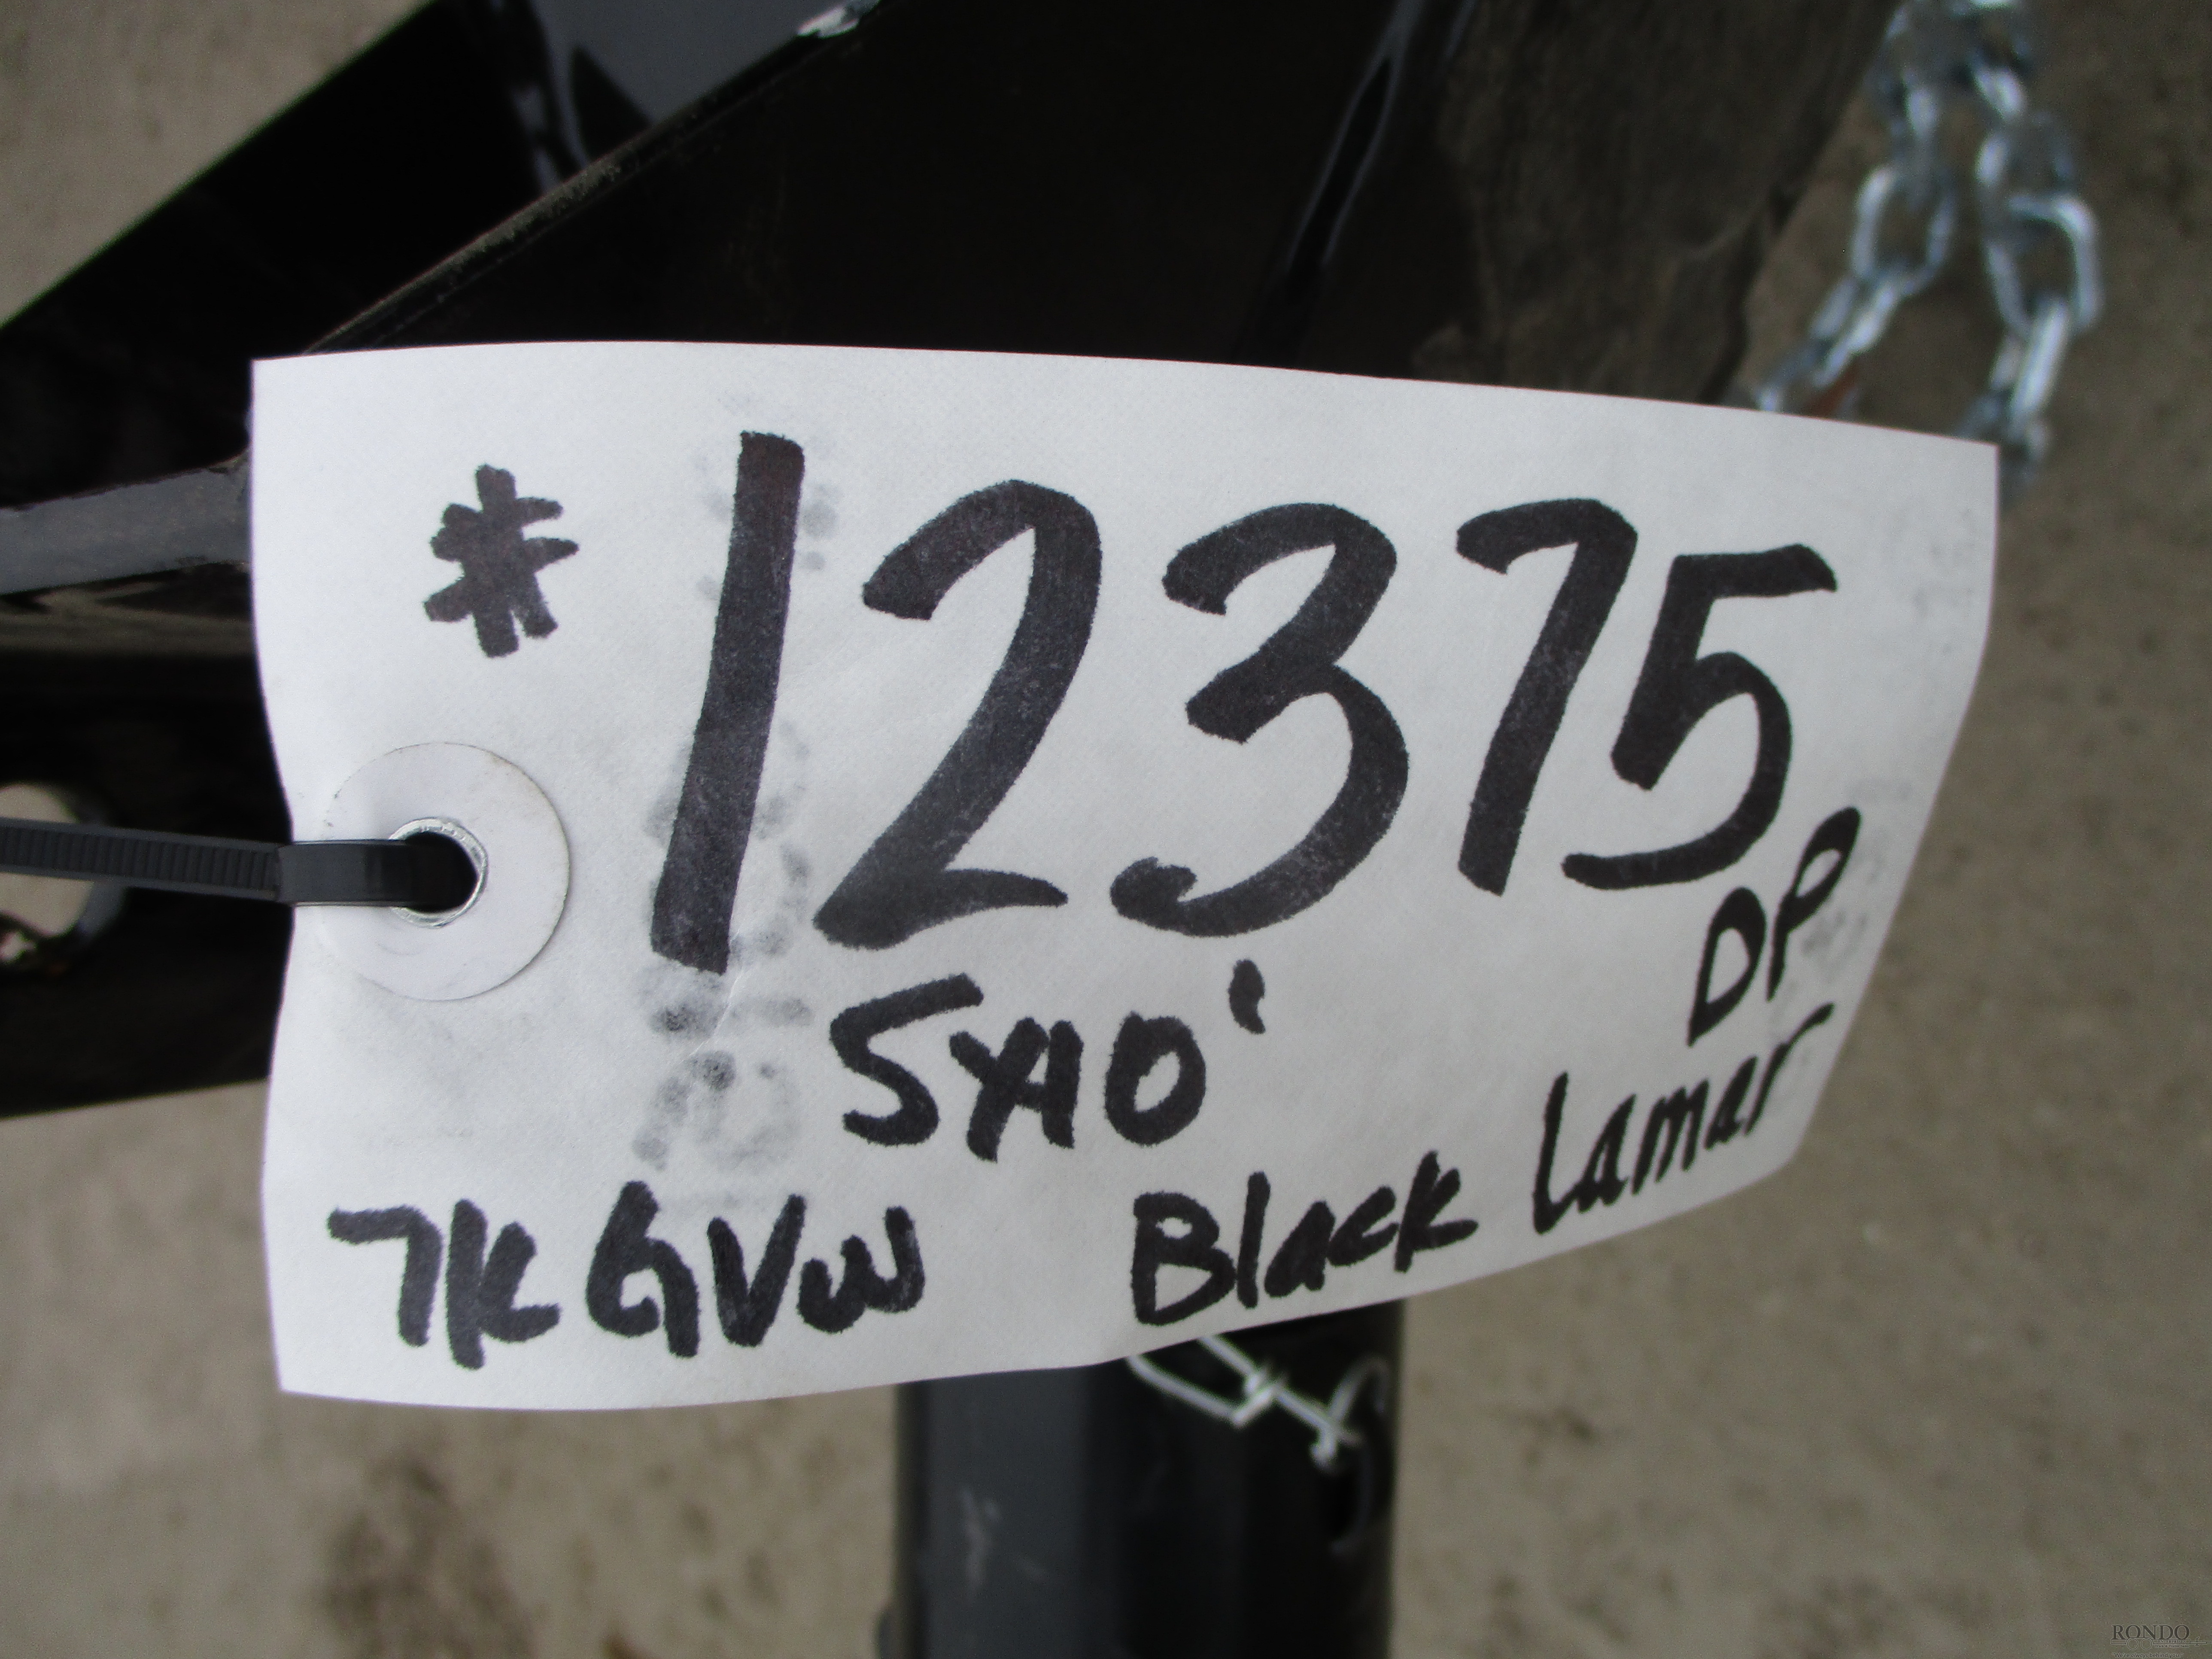 *12375
5x10'
DP
7K GVW Black Lamar
RONDO